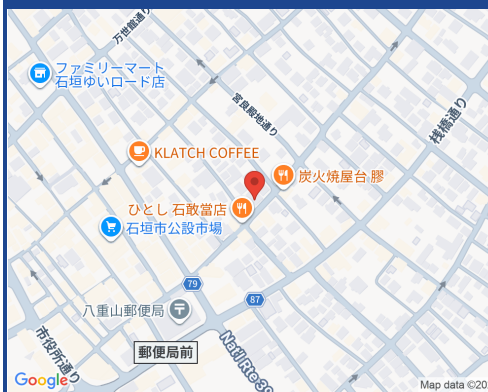 万世館通り
ファミリーマート
石垣ゆいロード店
宮良殿地通り
桟橋通り
KLATCH COFFEE
炭火焼屋台 膠
ひとし 石敢當店
石垣市公設市場
79
87
八重山郵便局
市役所通り
郵便局前
Nat'l Rte 39
Google
Map data ©20